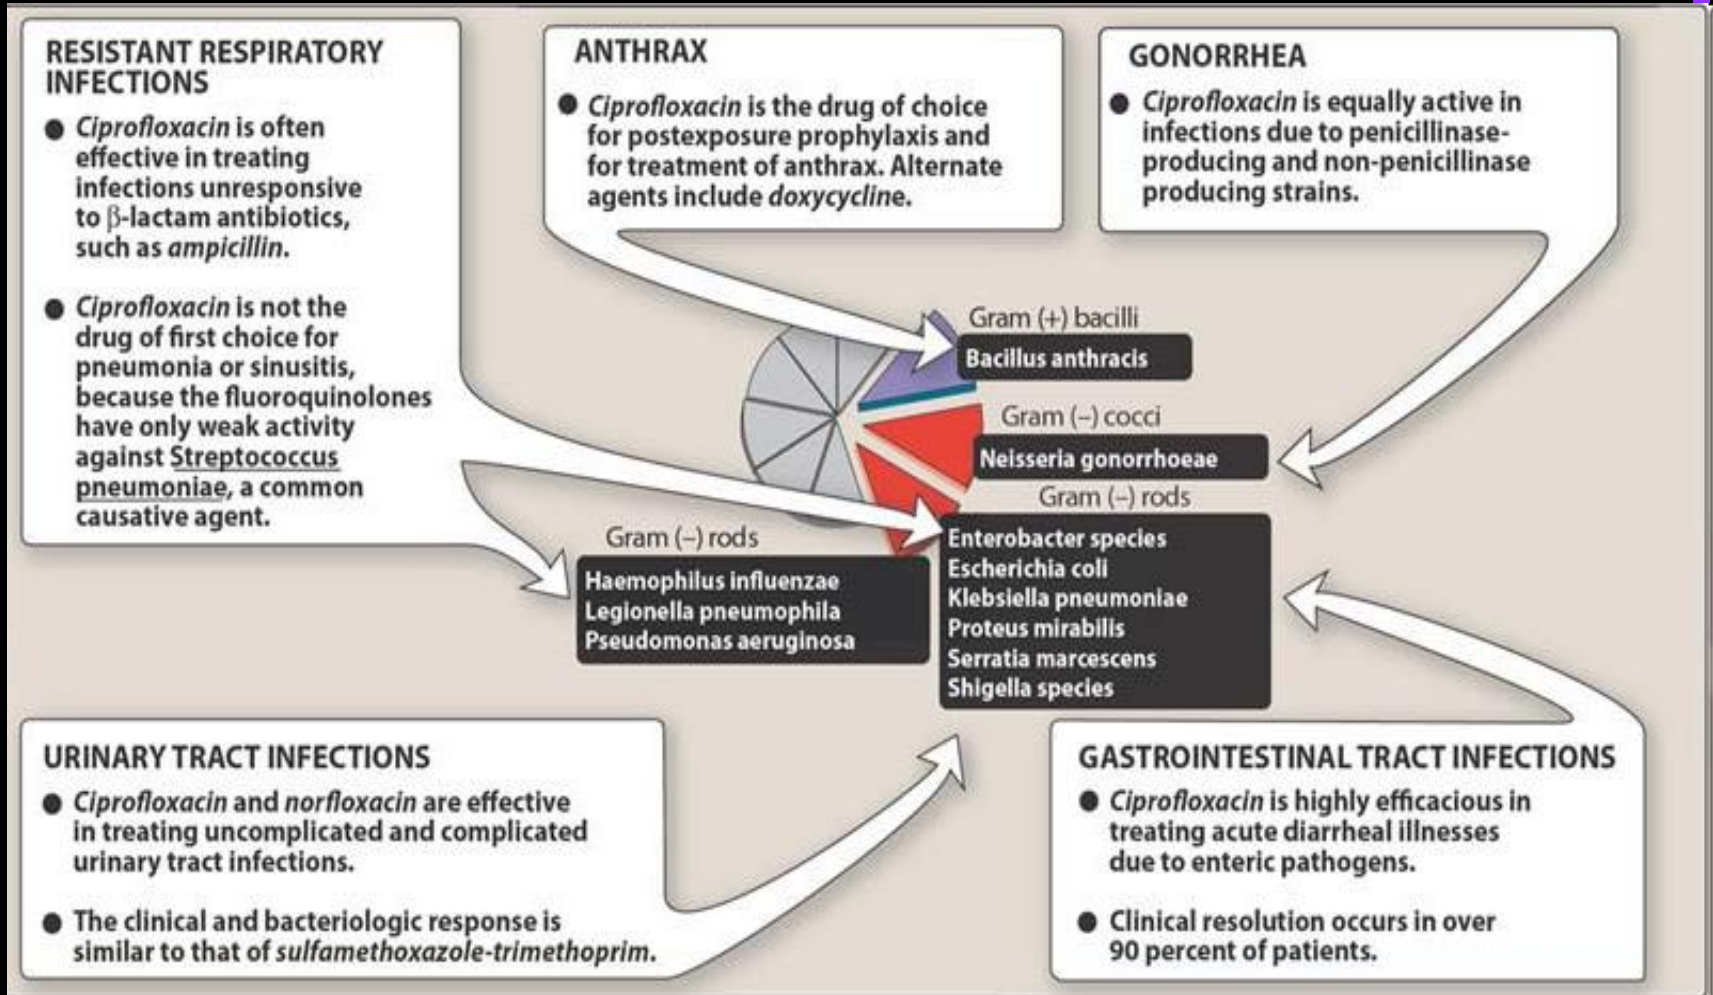 RESISTANT RESPIRATORY
INFECTIONS
● Ciprofloxacin is often
effective in treating
infections unresponsive
to β-lactam antibiotics,
such as ampicillin.
● Ciprofloxacin is not the
drug of first choice for
pneumonia or sinusitis,
because the fluoroquinolones
have only weak activity
against Streptococcus
pneumoniae, a common
causative agent.
ANTHRAX
● Ciprofloxacin is the drug of choice
for postexposure prophylaxis and
for treatment of anthrax. Alternate
agents include doxycycline.
GONORRHEA
● Ciprofloxacin is equally active in
infections due to penicillinase-
producing and non-penicillinase
producing strains.
Gram (+) bacilli
Bacillus anthracis
Gram (–) cocci
Neisseria gonorrhoeae
Gram (–) rods
Enterobacter species
Escherichia coli
Klebsiella pneumoniae
Proteus mirabilis
Serratia marcescens
Shigella species
Gram (–) rods
Haemophilus influenzae
Legionella pneumophila
Pseudomonas aeruginosa
URINARY TRACT INFECTIONS
● Ciprofloxacin and norfloxacin are effective
in treating uncomplicated and complicated
urinary tract infections.
● The clinical and bacteriologic response is
similar to that of sulfamethoxazole-trimethoprim.
GASTROINTESTINAL TRACT INFECTIONS
● Ciprofloxacin is highly efficacious in
treating acute diarrheal illnesses
due to enteric pathogens.
● Clinical resolution occurs in over
90 percent of patients.